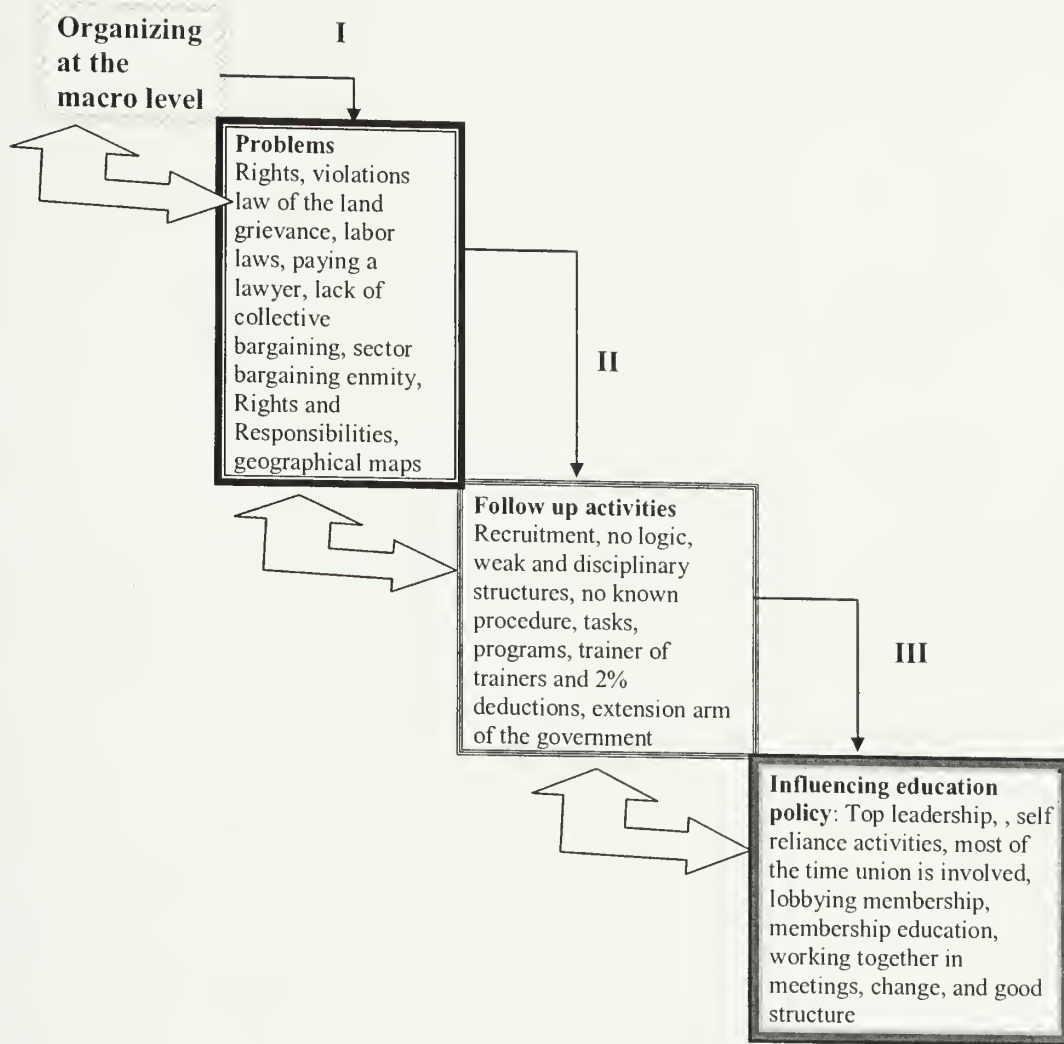 Organizing
at the
macro level
I
Problems
Rights, violations
law of the land
grievance, labor
laws, paying a
lawyer, lack of
collective
bargaining, sector
bargaining enmity,
Rights and
Responsibilities,
geographical maps
II
Follow up activities
Recruitment, no logic,
weak and disciplinary
structures, no known
procedure, tasks,
programs, trainer of
trainers and 2%
deductions, extension arm
of the government
III
Influencing education
policy: Top leadership, , self
reliance activities, most of
the time union is involved,
lobbying membership,
membership education,
working together in
meetings, change, and good
structure